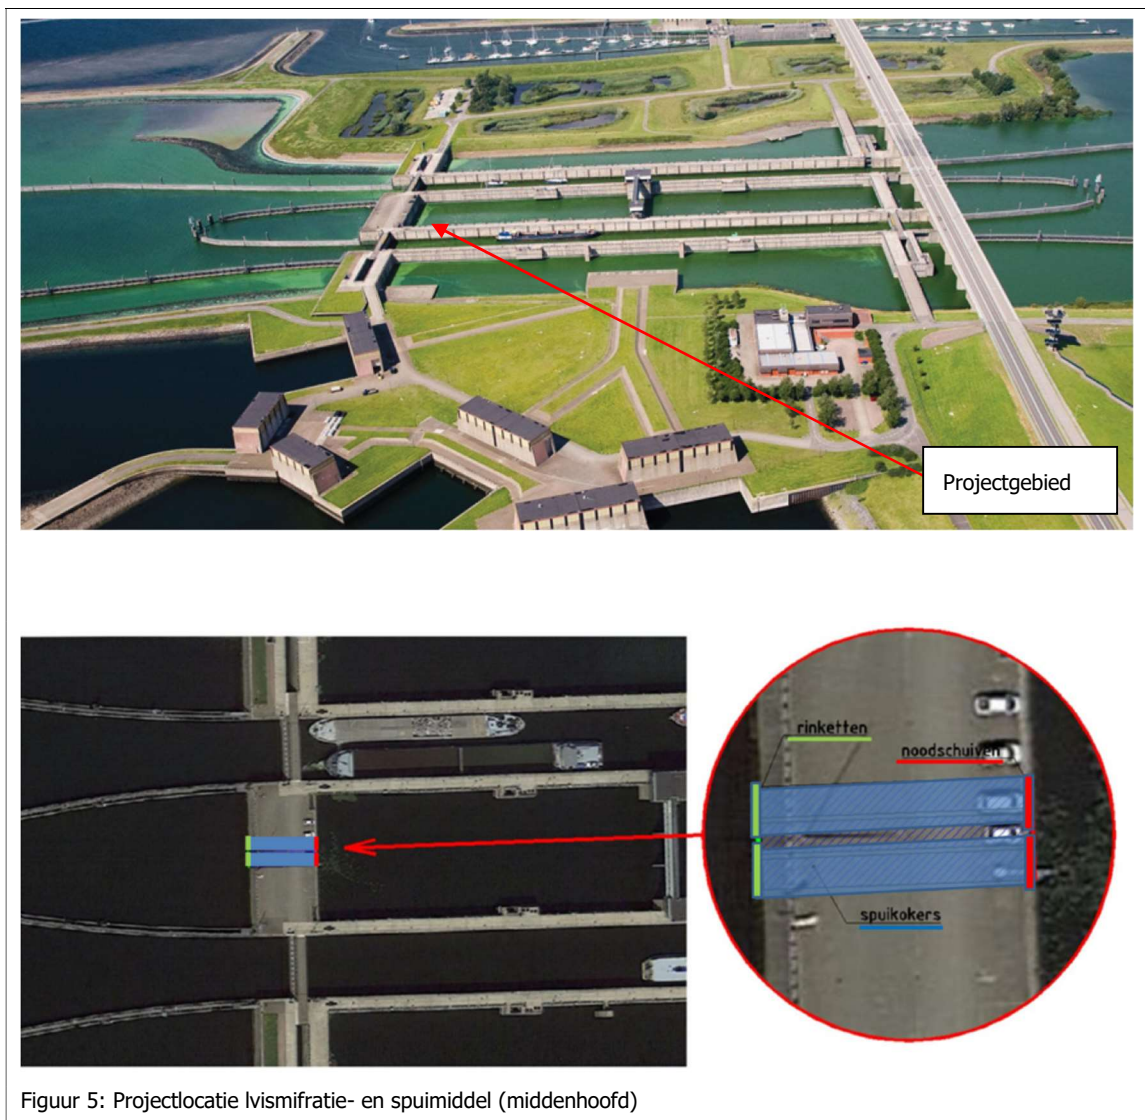 Projectgebied
rinketten
noodschuiven
spuikokers
Figuur 5: Projectlocatie lvismifratie- en spuimiddel (middenhoofd)